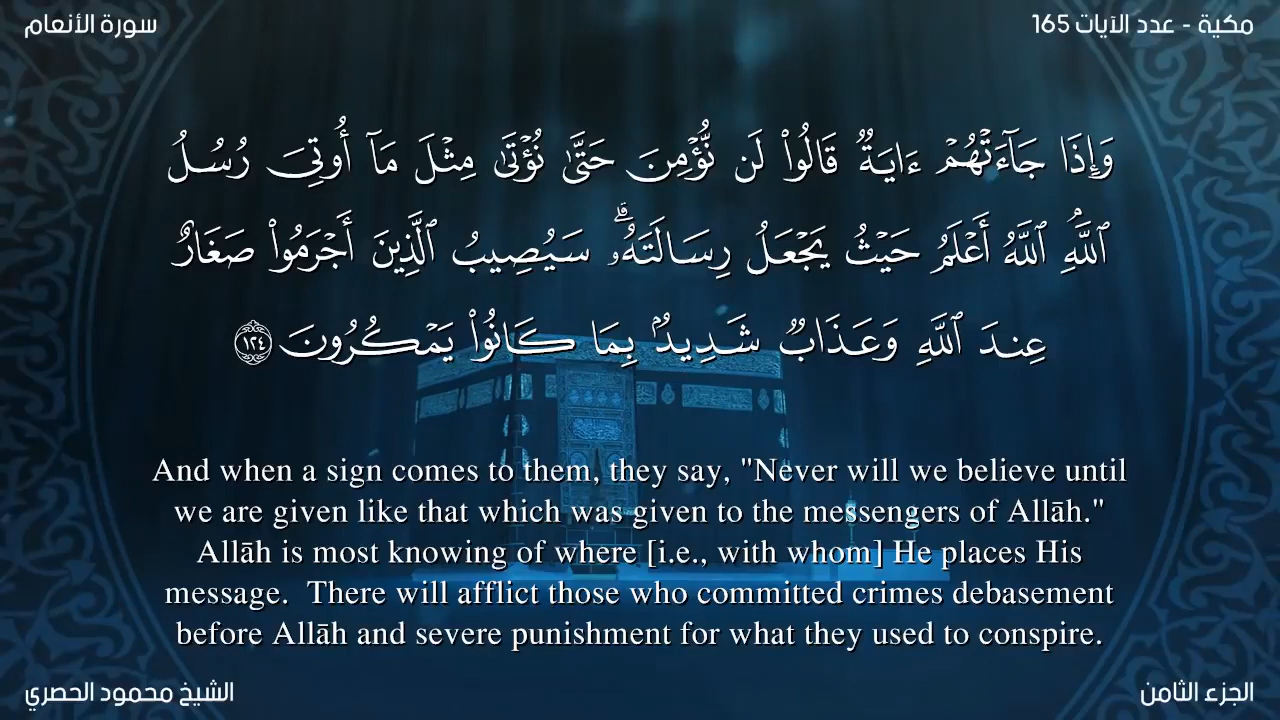 سورة الأنعام
مكية - عدد الآيات 165
وَإِذَا جَآءَتْهُمْ ءَايَةٌ قَالُوا۟ لَن نُّؤْمِنَ حَتَّىٰ نُؤْتَىٰ مِثْلَ مَآ أُوتِىَ رُسُلُ
ٱللَّهِۘ ٱللَّهُ أَعْلَمُ حَيْثُ يَجْعَلُ رِسَالَتَهُۥۗ سَيُصِيبُ ٱلَّذِينَ أَجْرَمُوا۟ صَغَارٌ
عِندَ ٱللَّهِ وَعَذَابٌ شَدِيدٌۢ بِمَا كَانُوا۟ يَمْكُرُونَ ١٢٤
And when a sign comes to them, they say, "Never will we believe until
we are given like that which was given to the messengers of Allāh."
Allāh is most knowing of where [i.e., with whom] He places His
message.  There will afflict those who committed crimes debasement
before Allāh and severe punishment for what they used to conspire.
الشيخ محمود الحصري
الجزء الثامن